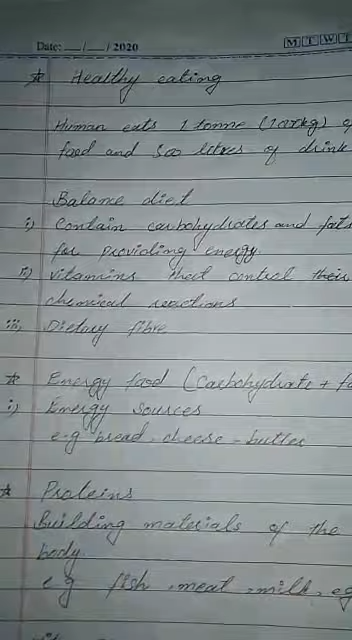 Date: __/__/2020 M T W T
☆ Healthy eating
Human eats 1 tonne (1000kg) of
food and 500 litres of drink
Balance diet
i) Contain carbohydrates and fats
for providing energy.
ii) Vitamins that control their
chemical reactions
iii, Dietary fibre
☆ Energy food (Carbohydrate + fa
i) Energy sources
e.g bread, cheese - butter
☆ Proteins
Building materials of the
body.
e g fish, meat, milk, eg